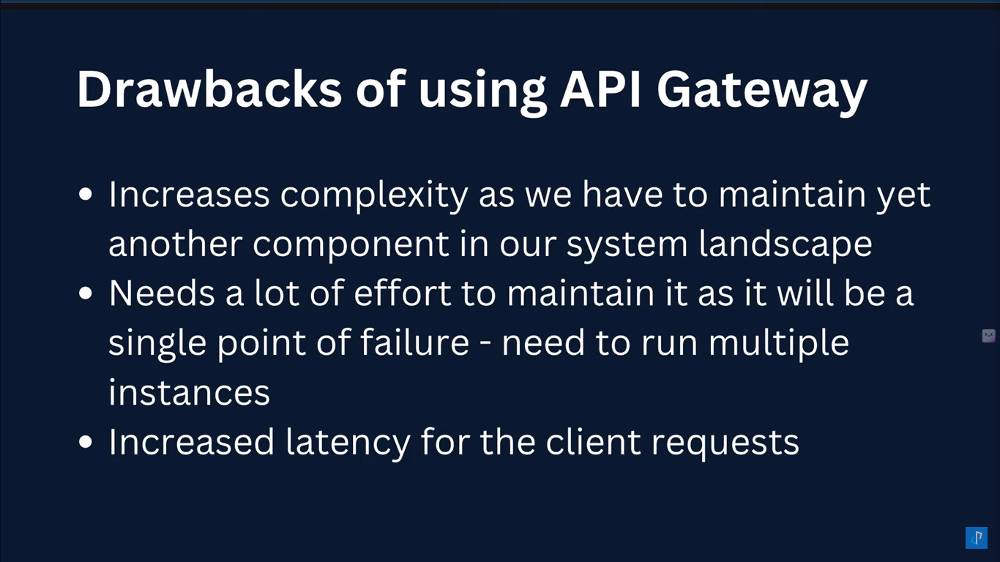 Drawbacks of using API Gateway
• Increases complexity as we have to maintain yet
another component in our system landscape
• Needs a lot of effort to maintain it as it will be a
single point of failure - need to run multiple
instances
• Increased latency for the client requests